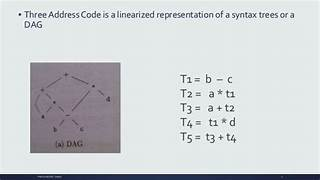 • Three Address Code is a linearized representation of a syntax trees or a
DAG
+
+
*
*
d
a
-
b
c
(a) DAG
T1 = b – c
T2 = a * t1
T3 = a + t2
T4 = t1 * d
T5 = t3 + t4